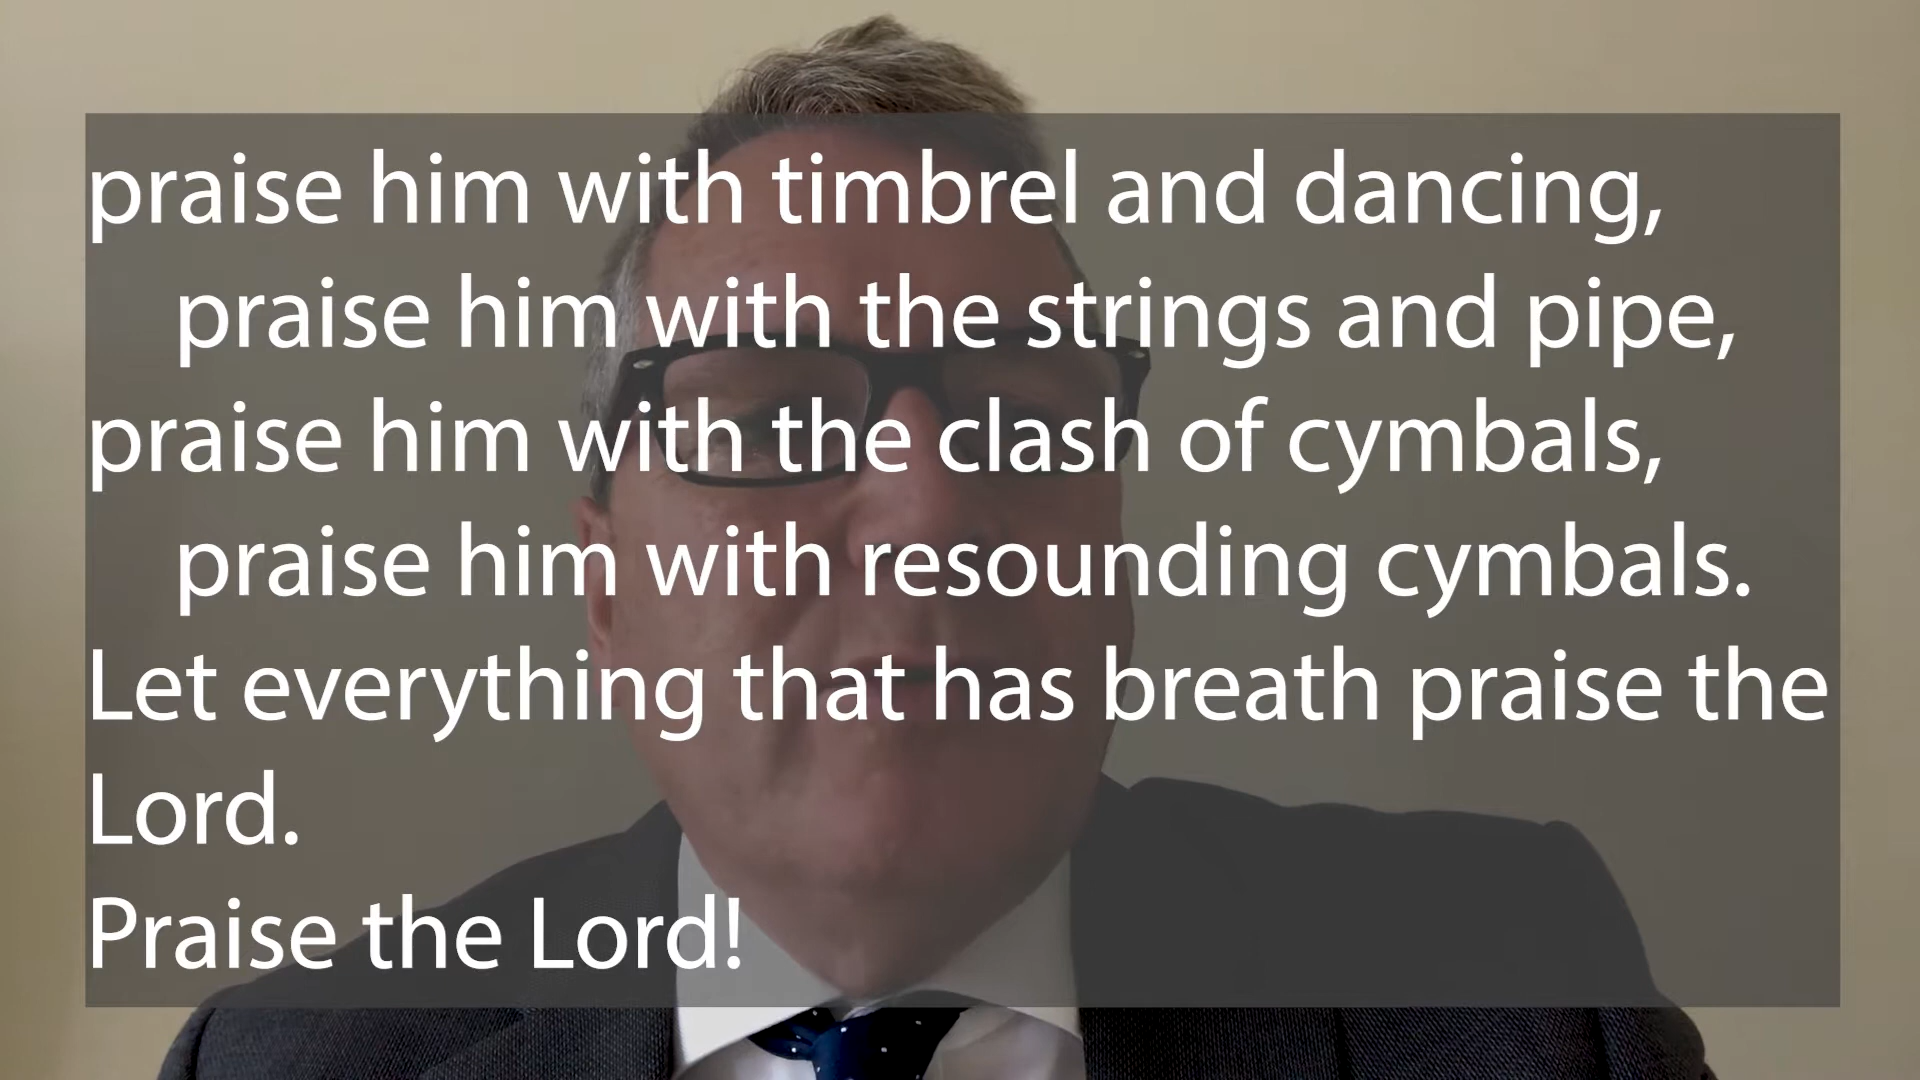 praise him with timbrel and dancing,
praise him with the strings and pipe,
praise him with the clash of cymbals,
praise him with resounding cymbals.
Let everything that has breath praise the
Lord.
Praise the Lord!